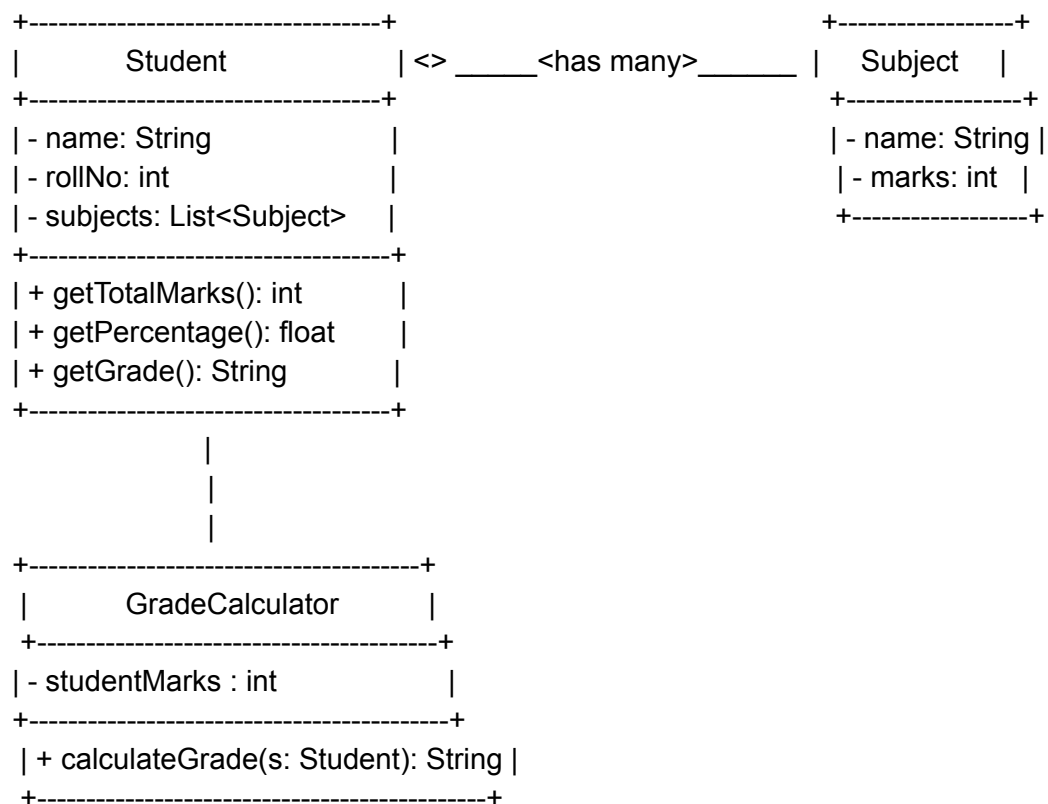 +------------------------------------+ +------------------+
| Student | <> _____<has many>______ | Subject |
+------------------------------------+ +------------------+
| - name: String | | - name: String |
| - rollNo: int | | - marks: int |
| - subjects: List<Subject> | +------------------+
+-------------------------------------+
| + getTotalMarks(): int |
| + getPercentage(): float |
| + getGrade(): String |
+-------------------------------------+
|
|
|
+----------------------------------------+
| GradeCalculator |
+-----------------------------------------+
| - studentMarks : int |
+-------------------------------------------+
| + calculateGrade(s: Student): String |
+----------------------------------------------+